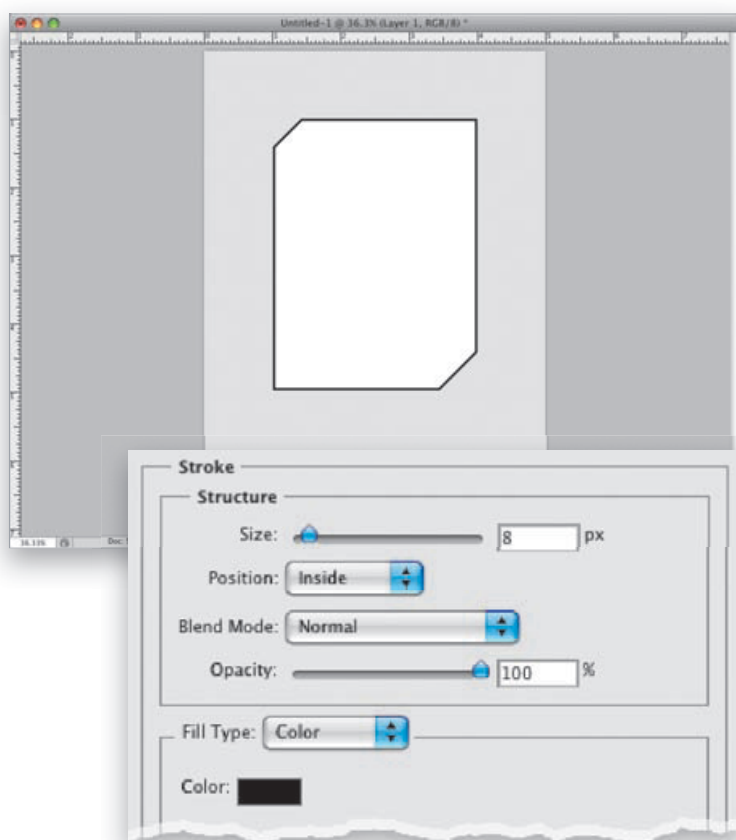 Untitled-1 @ 36.3% (Layer 1, RGB/8) *
Stroke
Structure
Size: 8 px
Position: Inside
Blend Mode: Normal
Opacity: 100 %
Fill Type: Color
Color: